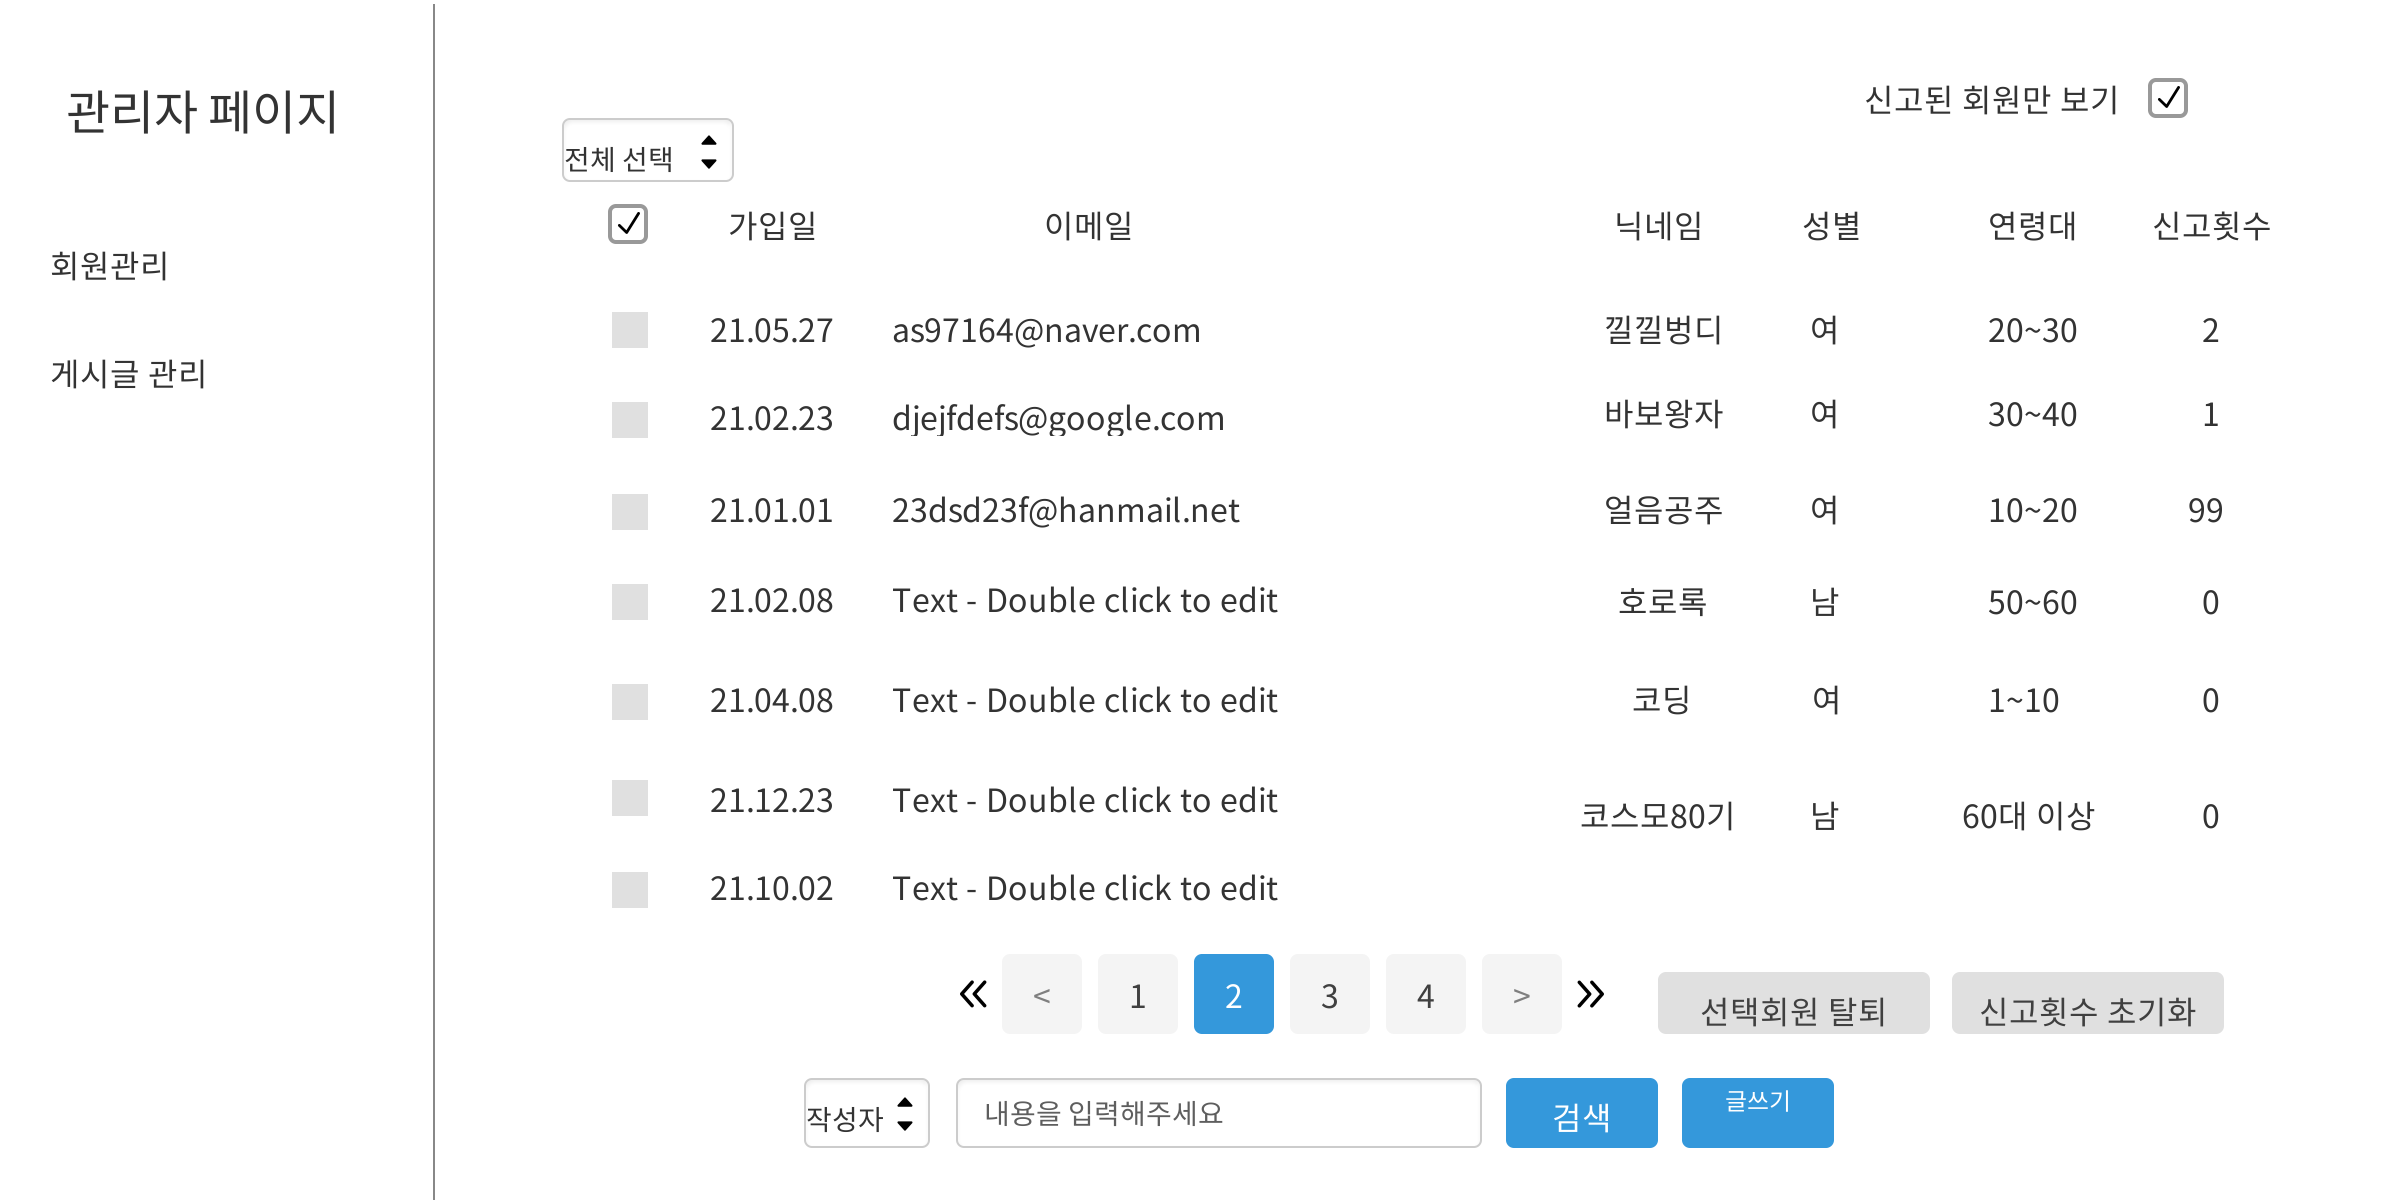 관리자 페이지
회원관리
게시글 관리
신고된 회원만 보기
전체 선택
가입일 이메일 닉네임 성별 연령대 신고횟수
21.05.27 as97164@naver.com 낄낄벙디 여 20~30 2
21.02.23 djejfdefs@google.com 바보왕자 여 30~40 1
21.01.01 23dsd23f@hanmail.net 얼음공주 여 10~20 99
21.02.08 Text - Double click to edit 호로록 남 50~60 0
21.04.08 Text - Double click to edit 코딩 여 1~10 0
21.12.23 Text - Double click to edit 코스모80기 남 60대 이상 0
21.10.02 Text - Double click to edit
< 1 2 3 4 >
선택회원 탈퇴 신고횟수 초기화
작성자 내용을 입력해주세요 검색 글쓰기